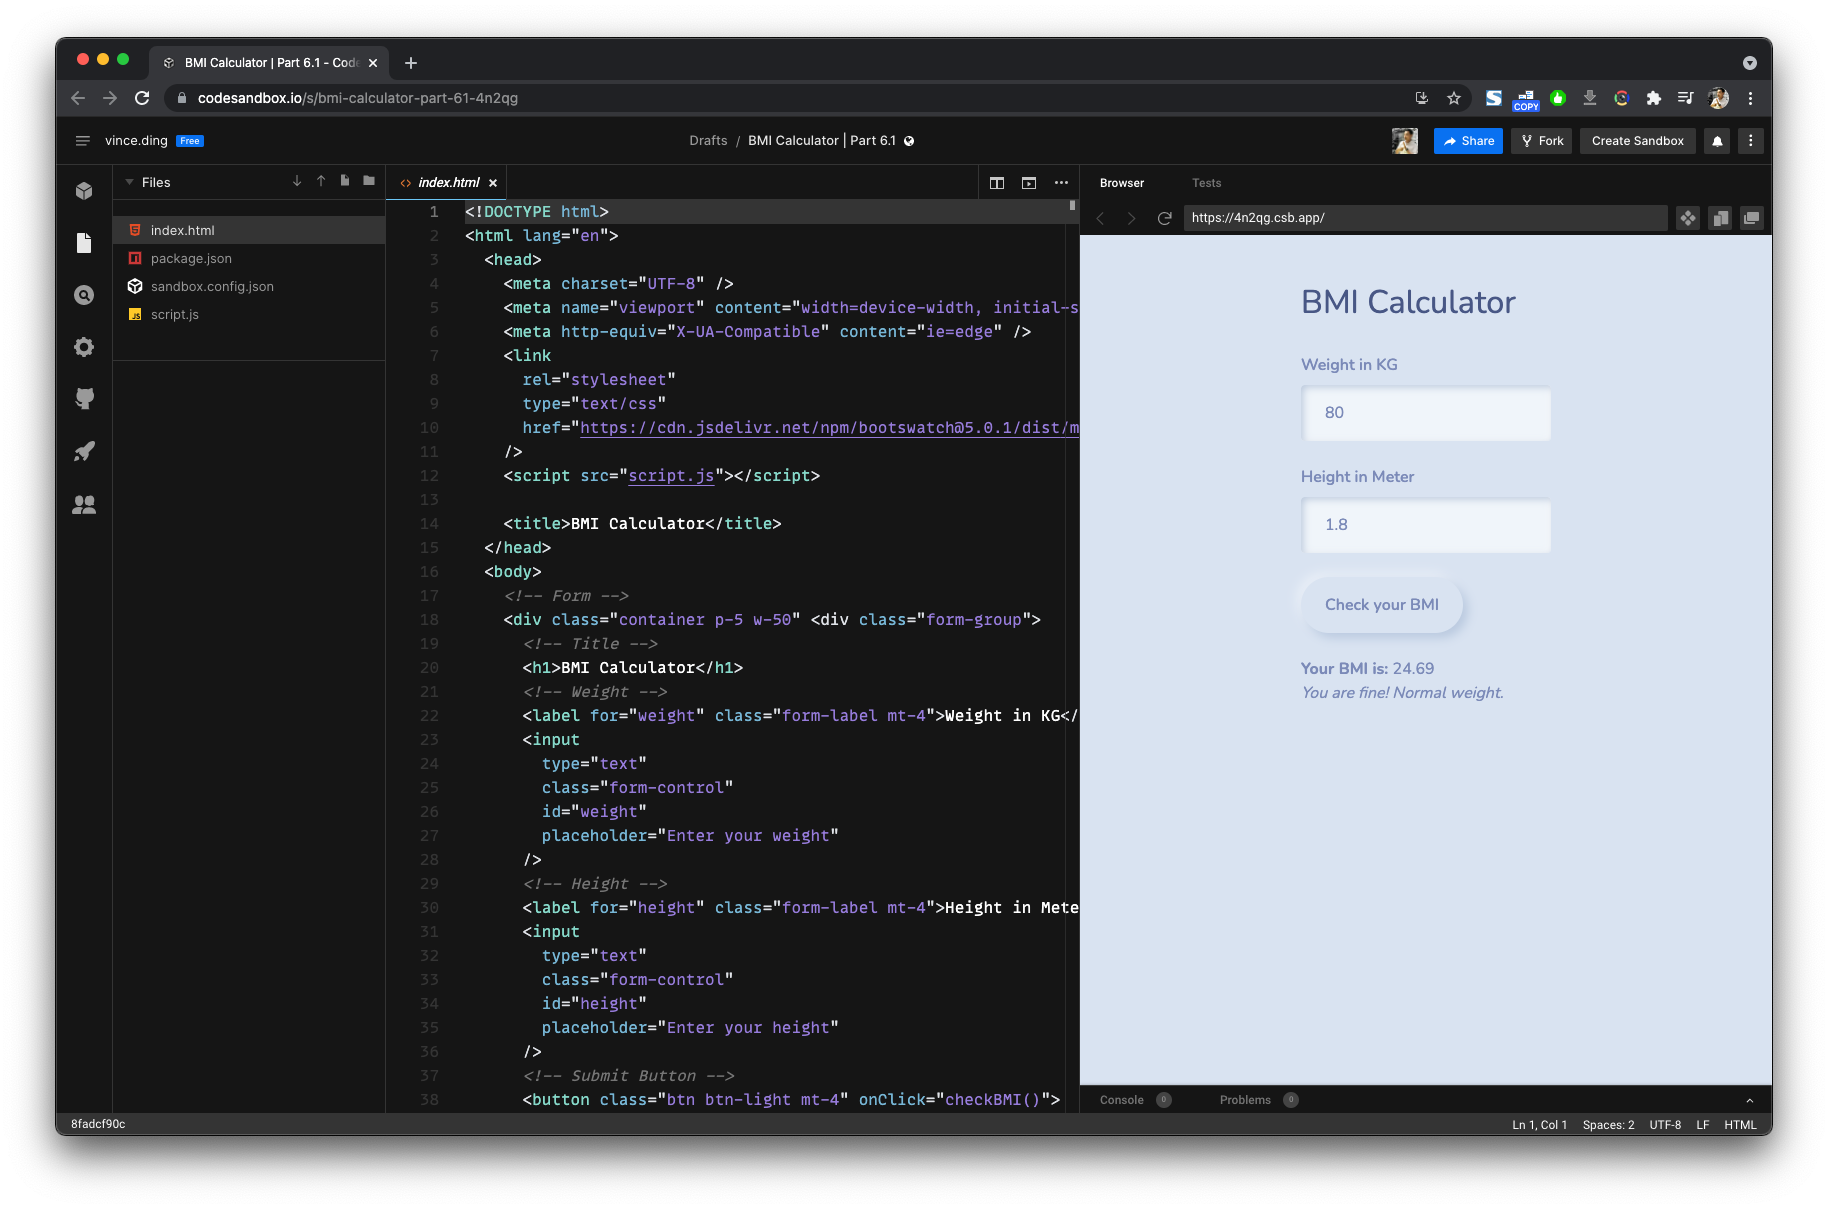 BMI Calculator | Part 6.1 - Code
codesandbox.io/s/bmi-calculator-part-61-4n2qg
COPY
vince.ding Free
Drafts / BMI Calculator | Part 6.1
Share
Fork
Create Sandbox
Files
index.html
package.json
sandbox.config.json
script.js
index.html
1 <!DOCTYPE html>
2 <html lang="en">
3 <head>
4 <meta charset="UTF-8" />
5 <meta name="viewport" content="width=device-width, initial-s
6 <meta http-equiv="X-UA-Compatible" content="ie=edge" />
7 <link
8 rel="stylesheet"
9 type="text/css"
10 href="https://cdn.jsdelivr.net/npm/bootswatch@5.0.1/dist/m
11 />
12 <script src="script.js"></script>
13
14 <title>BMI Calculator</title>
15 </head>
16 <body>
17 <!-- Form -->
18 <div class="container p-5 w-50" <div class="form-group">
19 <!-- Title -->
20 <h1>BMI Calculator</h1>
21 <!-- Weight -->
22 <label for="weight" class="form-label mt-4">Weight in KG</
23 <input
24 type="text"
25 class="form-control"
26 id="weight"
27 placeholder="Enter your weight"
28 />
29 <!-- Height -->
30 <label for="height" class="form-label mt-4">Height in Mete
31 <input
32 type="text"
33 class="form-control"
34 id="height"
35 placeholder="Enter your height"
36 />
37 <!-- Submit Button -->
38 <button class="btn btn-light mt-4" onClick="checkBMI()">
Browser
Tests
https://4n2qg.csb.app/
BMI Calculator
Weight in KG
80
Height in Meter
1.8
Check your BMI
Your BMI is: 24.69
You are fine! Normal weight.
Console 0
Problems 0
8fadcf90c
Ln 1, Col 1 Spaces: 2 UTF-8 LF HTML